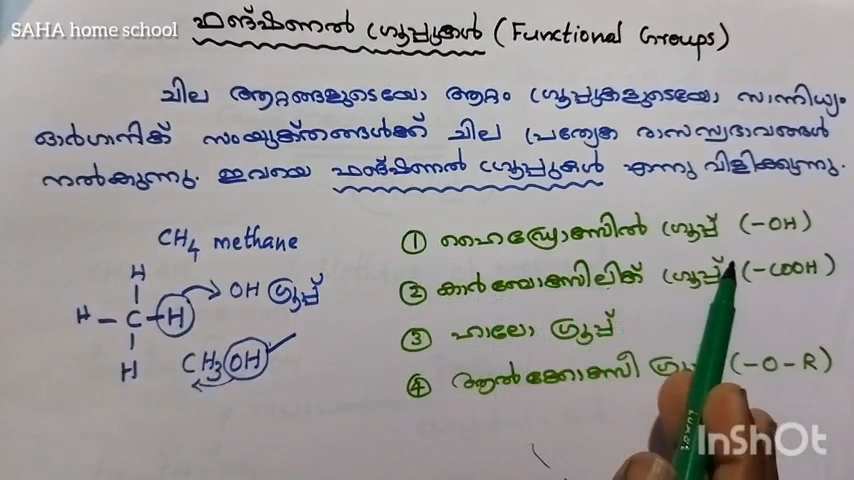 SAHA home school
ഫങ്ഷണൽ ഗ്രൂപ്പുകൾ (Functional Groups)
ചില ആറ്റങ്ങളുടെയോ ആറ്റം ഗ്രൂപ്പുകളുടെയോ സാന്നിധ്യം
ഓർഗാനിക് സംയുക്തങ്ങൾക്ക് ചില പ്രത്യേക രാസസ്വഭാവങ്ങൾ
നൽകുന്നു. ഇവയെ ഫങ്ഷണൽ ഗ്രൂപ്പുകൾ എന്നു വിളിക്കുന്നു.
CH4 methane
H
H – C – H OH ഗ്രൂപ്പ്
H
CH3OH
① ഹൈഡ്രോക്സിൽ ഗ്രൂപ്പ് (–OH)
② കാർബോക്സിലിക് ഗ്രൂപ്പ് (–COOH)
③ ഹാലോ ഗ്രൂപ്പ്
④ ആൽക്കോക്സി (–O–R)
InShOt